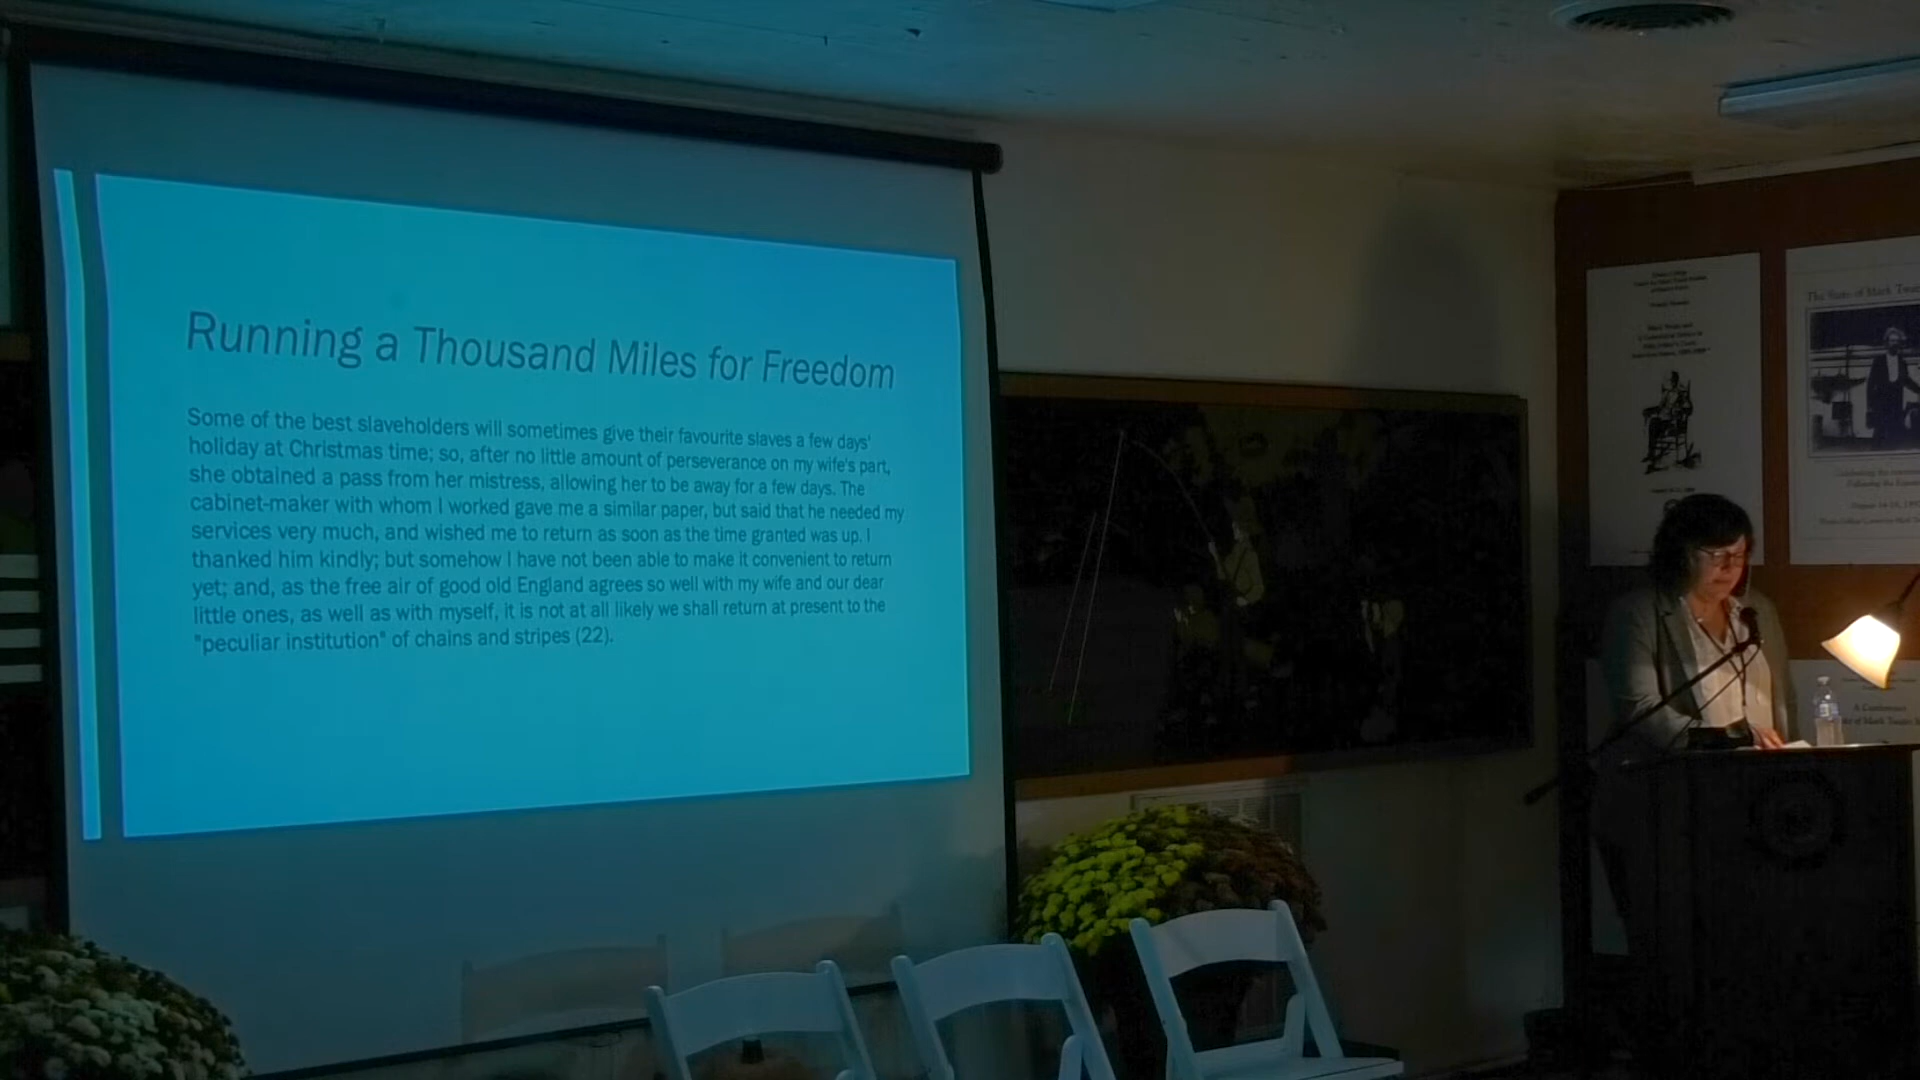 Running a Thousand Miles for Freedom
Some of the best slaveholders will sometimes give their favourite slaves a few days'
holiday at Christmas time; so, after no little amount of perseverance on my wife's part,
she obtained a pass from her mistress, allowing her to be away for a few days. The
cabinet-maker with whom I worked gave me a similar paper, but said that he needed my
services very much, and wished me to return as soon as the time granted was up. I
thanked him kindly; but somehow I have not been able to make it convenient to return
yet; and, as the free air of good old England agrees so well with my wife and our dear
little ones, as well as with myself, it is not at all likely we shall return at present to the
"peculiar institution" of chains and stripes (22).
The State of Mark
A Conference
of Mark Twain